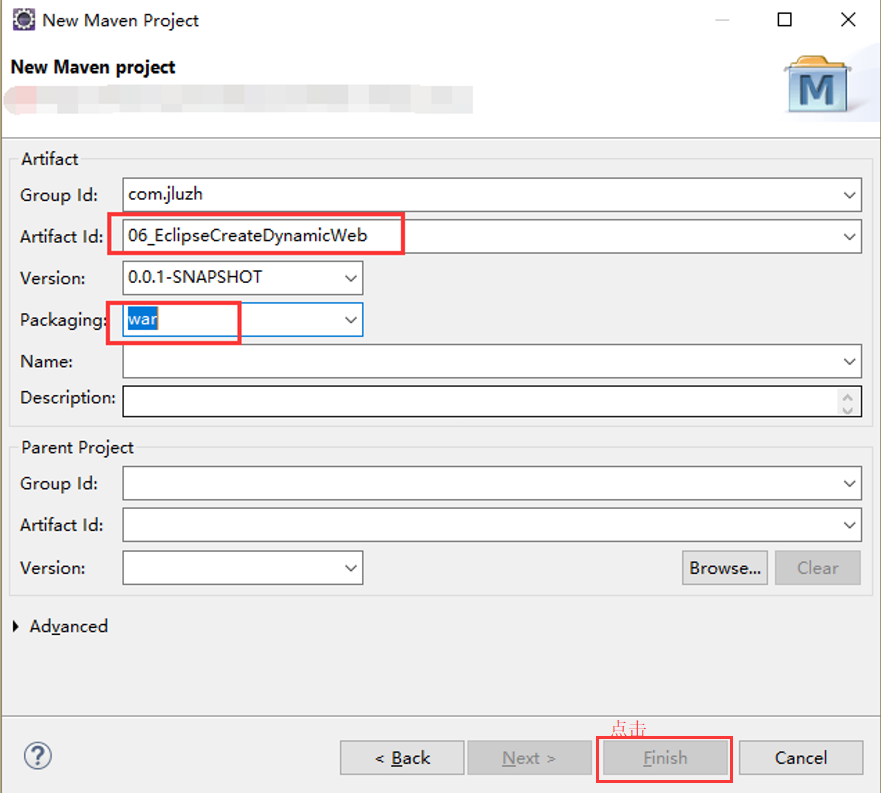 New Maven Project
New Maven project
M
Artifact
Group Id: com.jluzh
Artifact Id: 06_EclipseCreateDynamicWeb
Version: 0.0.1-SNAPSHOT
Packaging: war
Name:
Description:
Parent Project
Group Id:
Artifact Id:
Version: Browse... Clear
Advanced
点击
? < Back Next > Finish Cancel